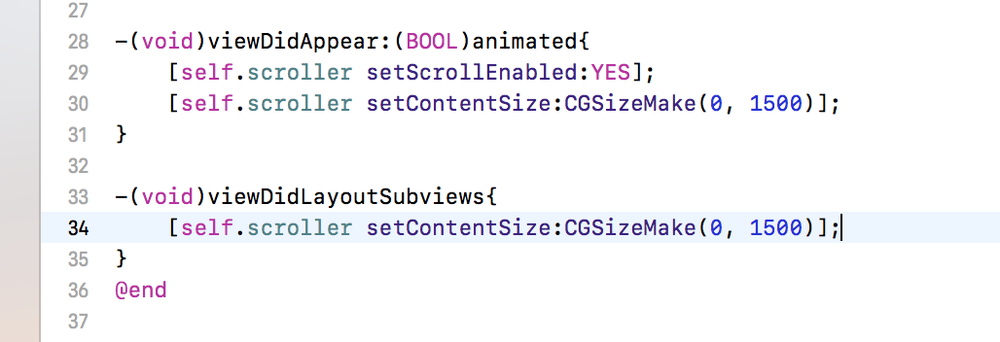 27
28 -(void)viewDidAppear:(BOOL)animated{
29     [self.scroller setScrollEnabled:YES];
30     [self.scroller setContentSize:CGSizeMake(0, 1500)];
31 }
32
33 -(void)viewDidLayoutSubviews{
34     [self.scroller setContentSize:CGSizeMake(0, 1500)];
35 }
36 @end
37